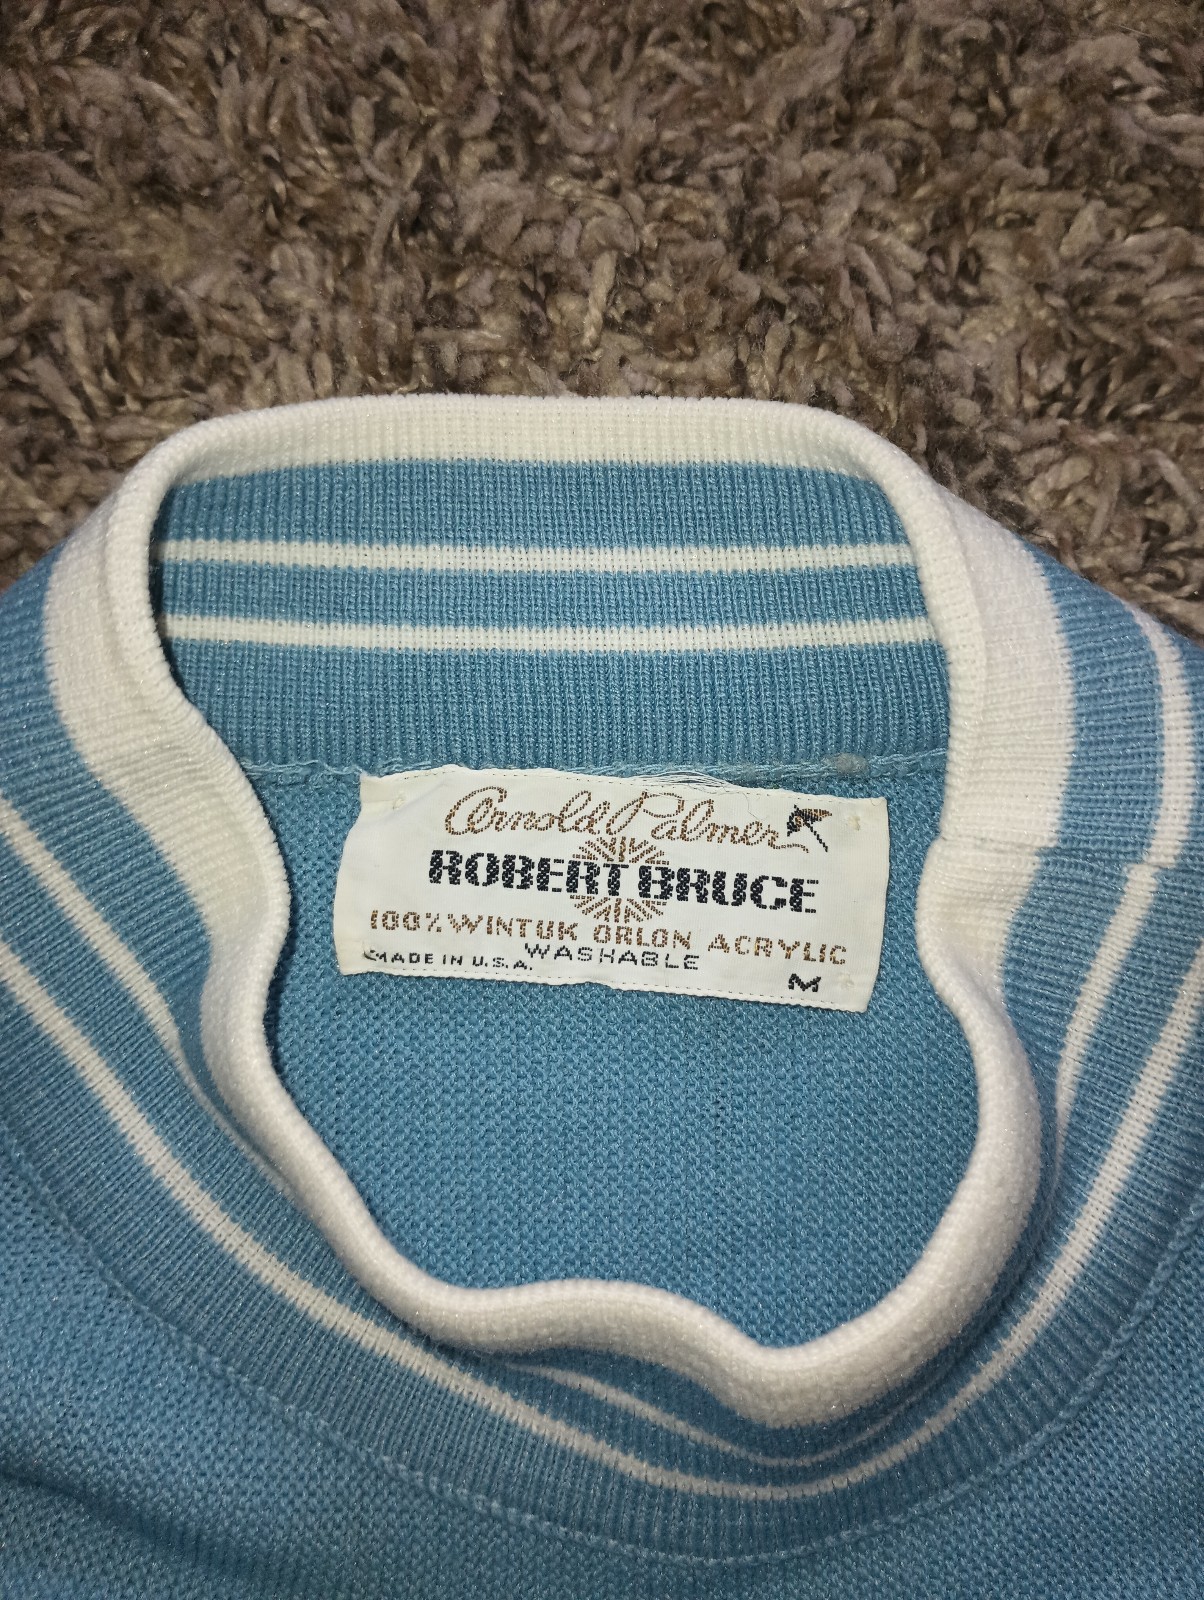 Arnold Palmer
ROBERT BRUCE
100% WINTUK ORLON ACRYLIC
WASHABLE
MADE IN U.S.A.
M